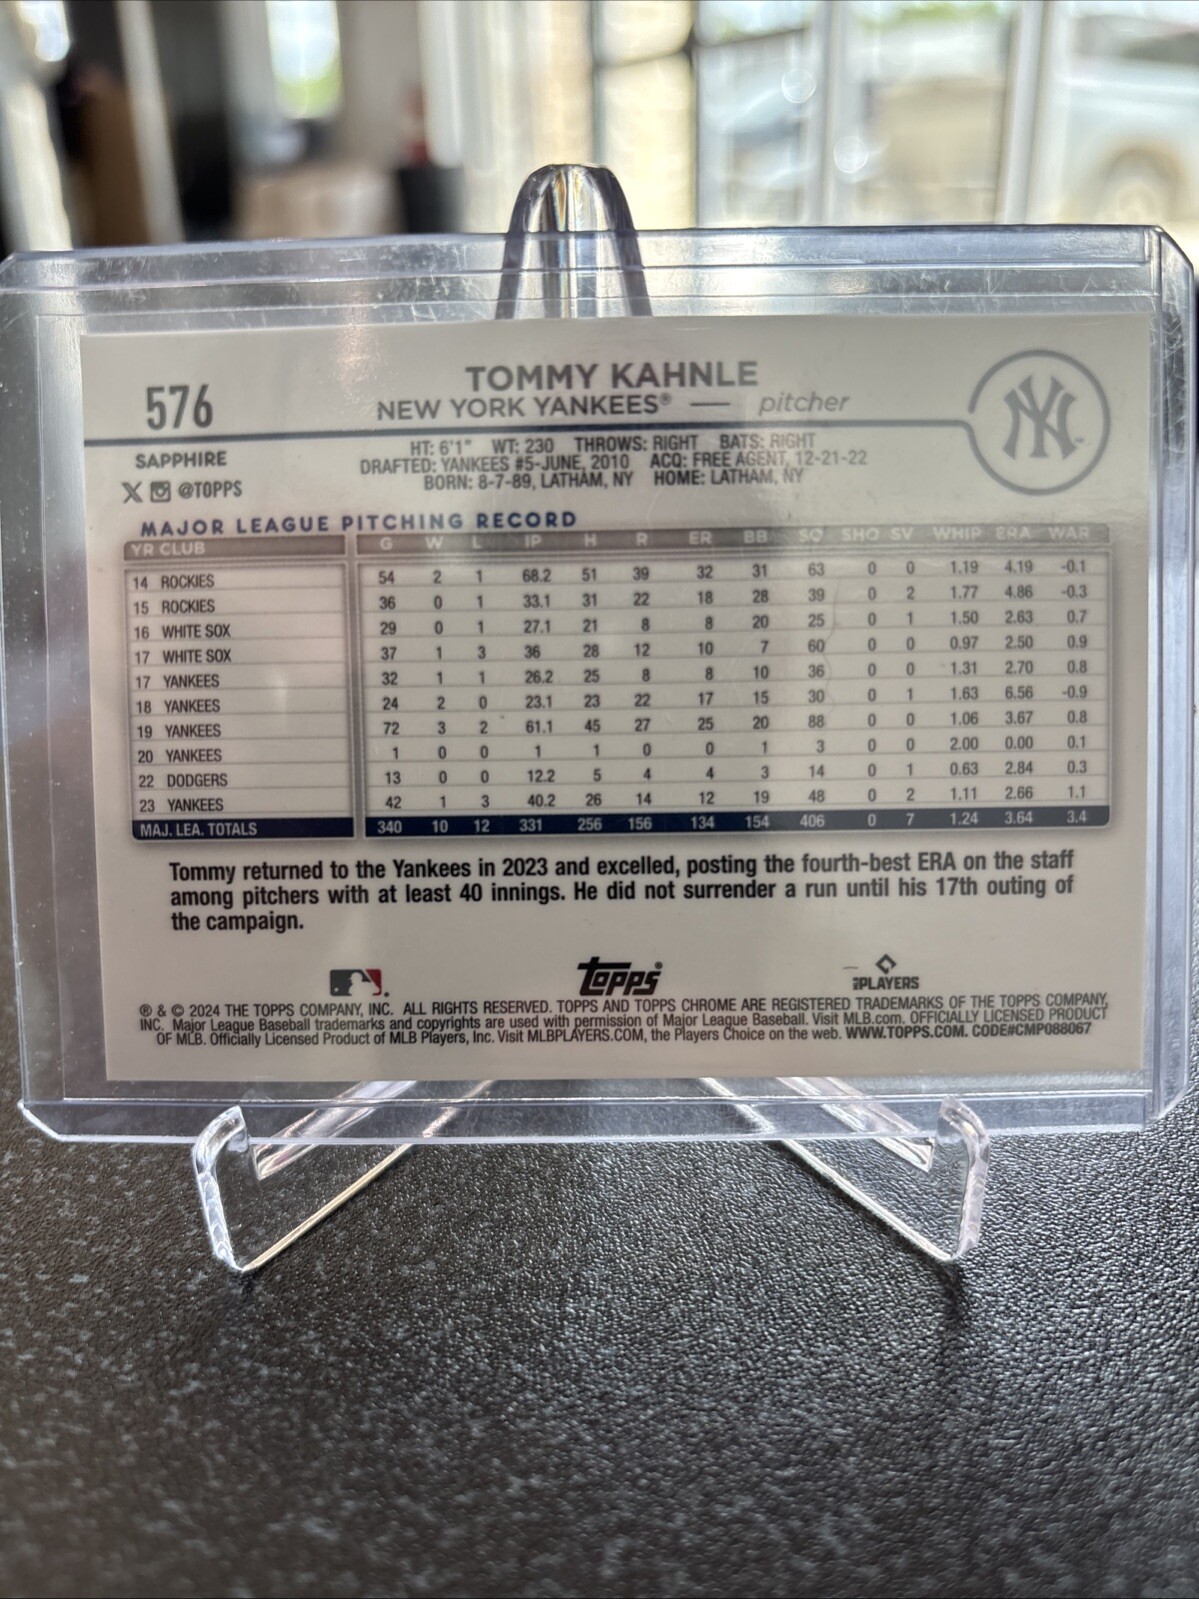 576
TOMMY KAHNLE
NEW YORK YANKEES® — pitcher
NY
SAPPHIRE
@TOPPS
HT: 6'1" WT: 230 THROWS: RIGHT BATS: RIGHT
DRAFTED: YANKEES #5-JUNE, 2010 ACQ: FREE AGENT, 12-21-22
BORN: 8-7-89, LATHAM, NY HOME: LATHAM, NY
MAJOR LEAGUE PITCHING RECORD
YR CLUB G W L IP H R ER BB SO SHO SV WHIP ERA WAR
14 ROCKIES 54 2 1 68.2 51 39 32 31 63 0 0 1.19 4.19 -0.1
15 ROCKIES 36 0 1 33.1 31 22 18 28 39 0 2 1.77 4.86 -0.3
16 WHITE SOX 29 0 1 27.1 21 8 8 20 25 0 1 1.50 2.63 0.7
17 WHITE SOX 37 1 3 36 28 12 10 7 60 0 0 0.97 2.50 0.9
17 YANKEES 32 1 1 26.2 25 8 8 10 36 0 0 1.31 2.70 0.8
18 YANKEES 24 2 0 23.1 23 22 17 15 30 0 1 1.63 6.56 -0.9
19 YANKEES 72 3 2 61.1 45 27 25 20 88 0 0 1.06 3.67 0.8
20 YANKEES 1 0 0 1 1 0 0 1 3 0 0 2.00 0.00 0.1
22 DODGERS 13 0 0 12.2 5 4 4 3 14 0 1 0.63 2.84 0.3
23 YANKEES 42 1 3 40.2 26 14 12 19 48 0 2 1.11 2.66 1.1
MAJ. LEA. TOTALS 340 10 12 331 256 156 134 154 406 0 7 1.24 3.64 3.4
Tommy returned to the Yankees in 2023 and excelled, posting the fourth-best ERA on the staff
among pitchers with at least 40 innings. He did not surrender a run until his 17th outing of
the campaign.
Topps®
PLAYERS
® & © 2024 THE TOPPS COMPANY, INC. ALL RIGHTS RESERVED. TOPPS AND TOPPS CHROME ARE REGISTERED TRADEMARKS OF THE TOPPS COMPANY,
INC. Major League Baseball trademarks and copyrights are used with permission of Major League Baseball. Visit MLB.com. OFFICIALLY LICENSED PRODUCT
OF MLB. Officially Licensed Product of MLB Players, Inc. Visit MLBPLAYERS.COM, the Players Choice on the web. WWW.TOPPS.COM. CODE#CMP088067